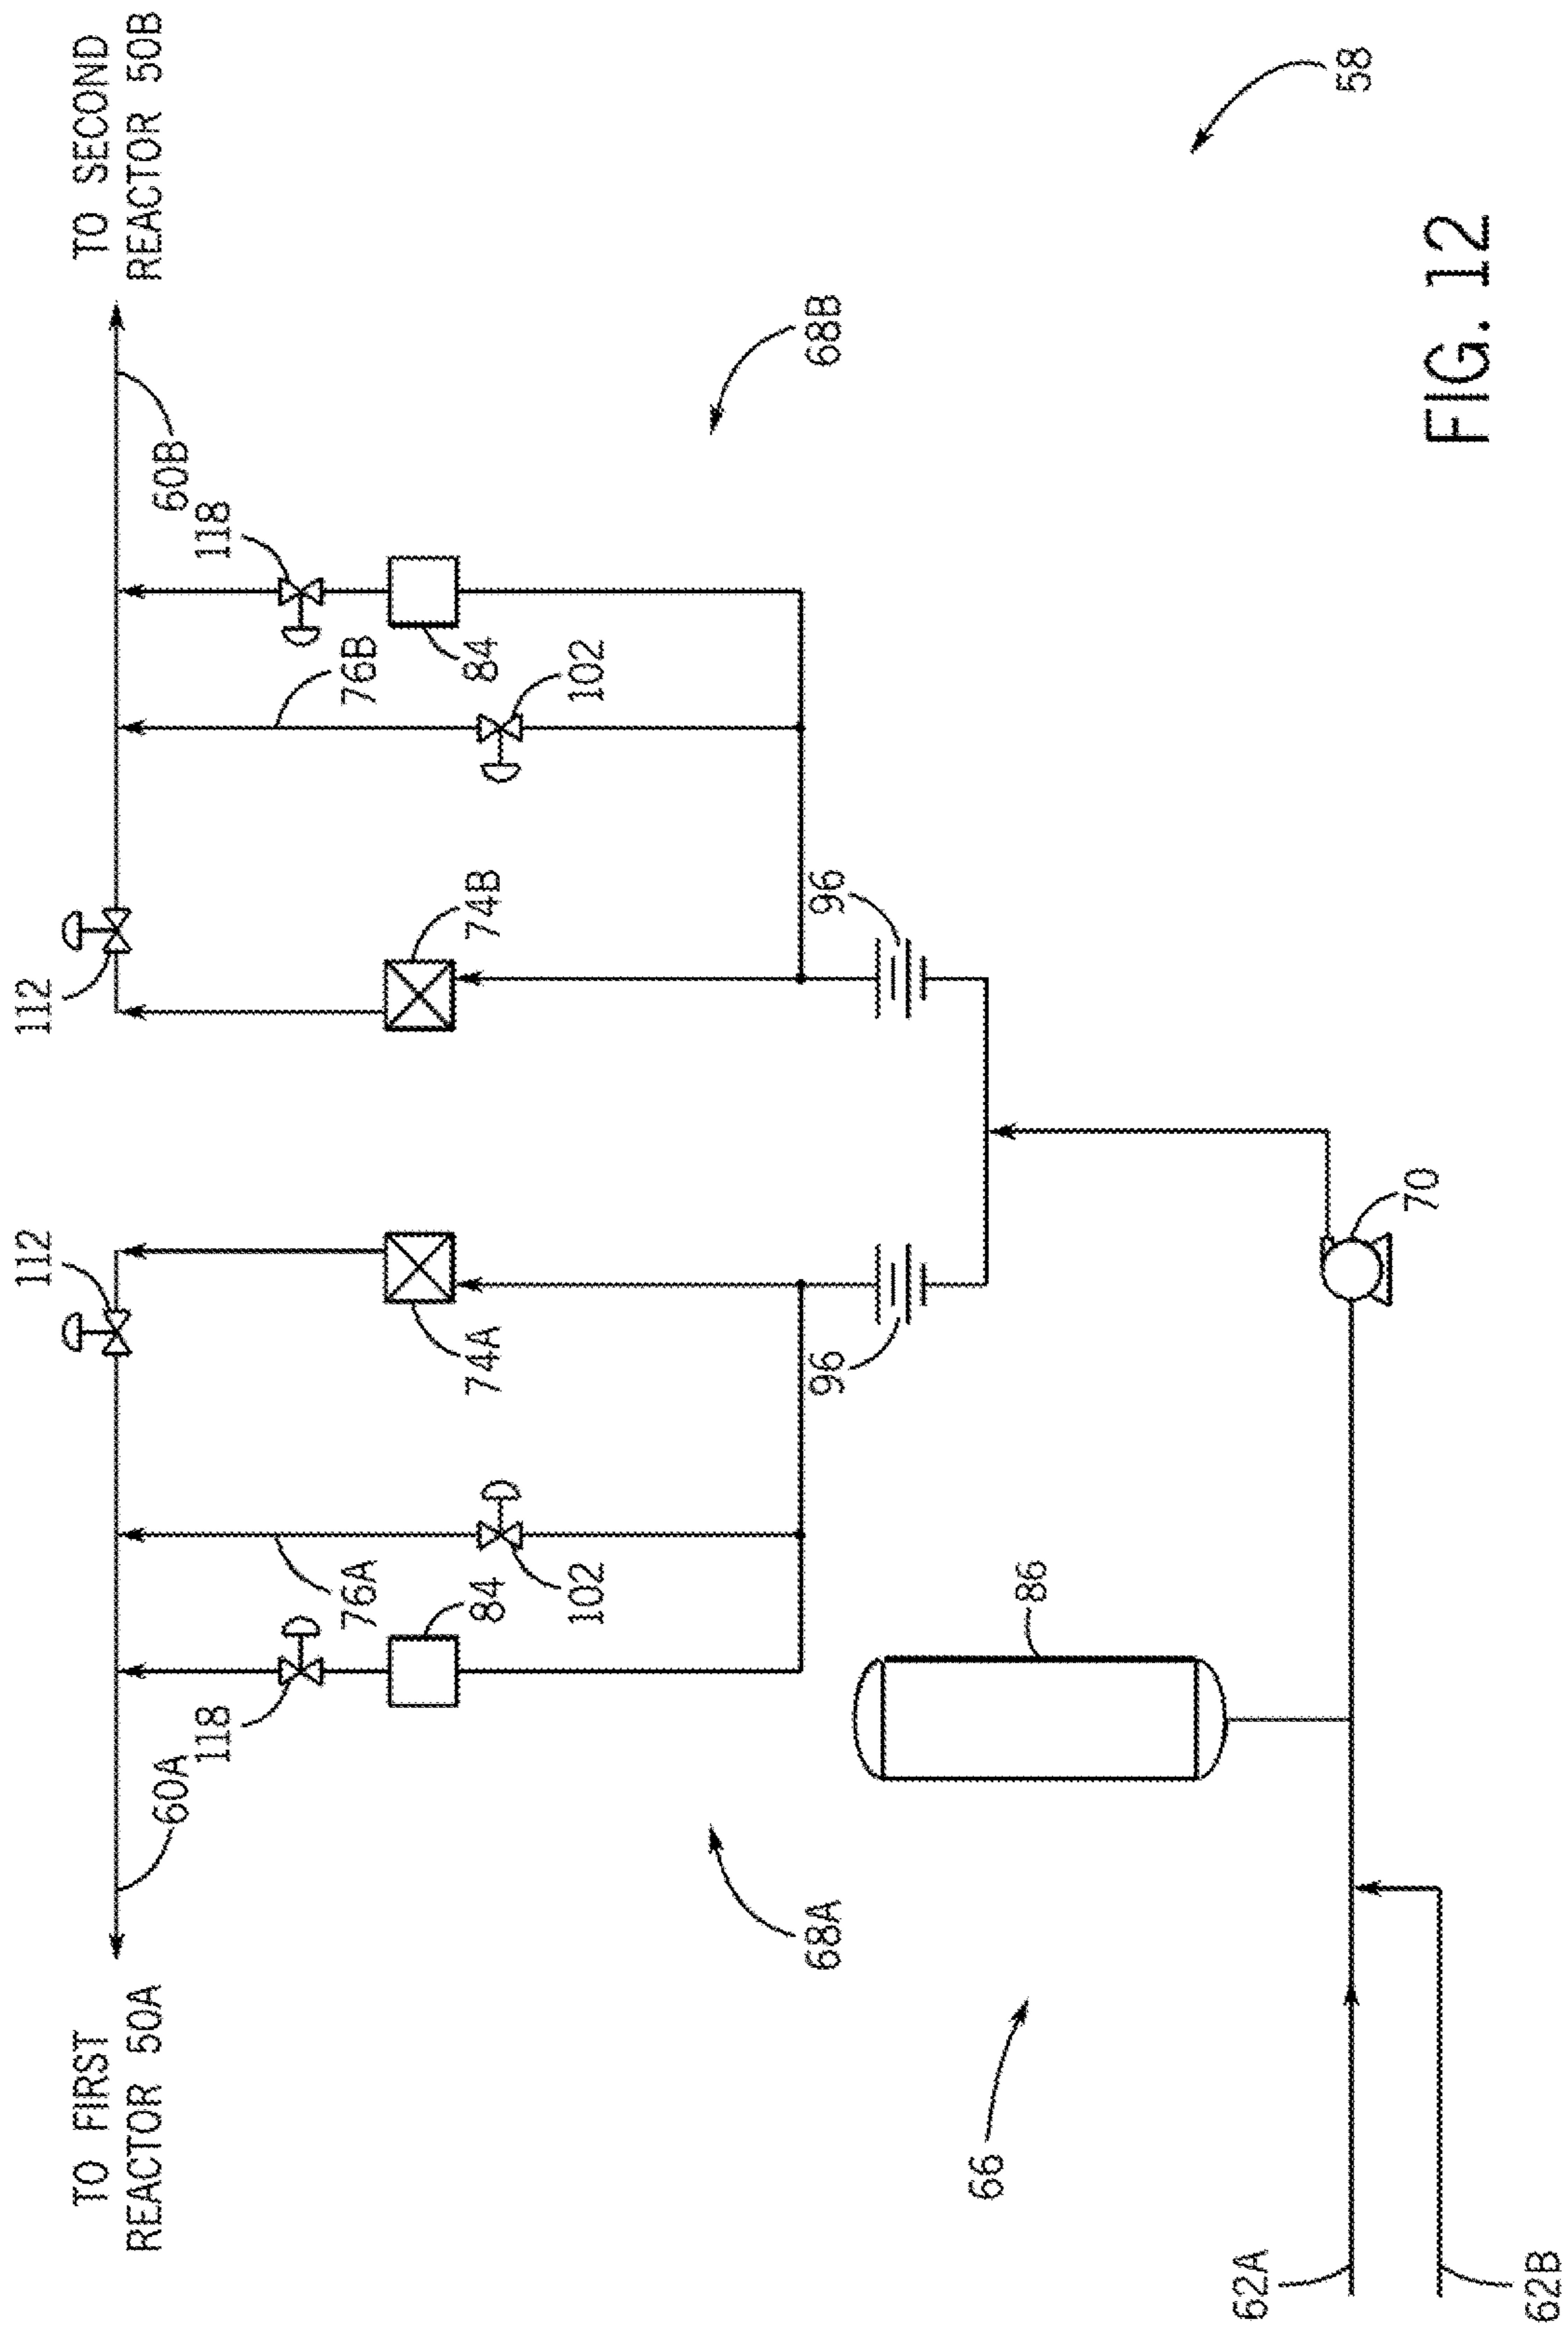 112
112
TO FIRST
REACTOR 50A
TO SECOND
REACTOR 50B
60A
60B
118
118
76A
76B
84
74A
74B
84
102
102
68A
96
96
68B
66
86
62A
58
70
FIG. 12
62B